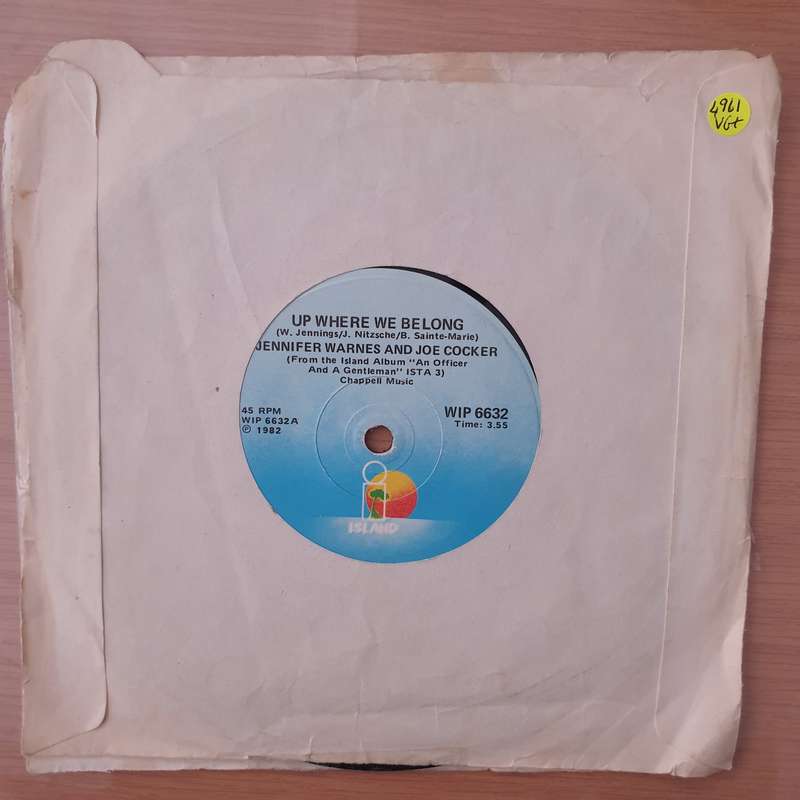 4961
VG+
UP WHERE WE BELONG
(W. Jennings/J. Nitzsche/B. Sainte-Marie)
JENNIFER WARNES AND JOE COCKER
(From the Island Album "An Officer
And A Gentleman" ISTA 3)
Chappell Music
45 RPM
WIP 6632A
℗ 1982
WIP 6632
Time: 3.55
ISLAND